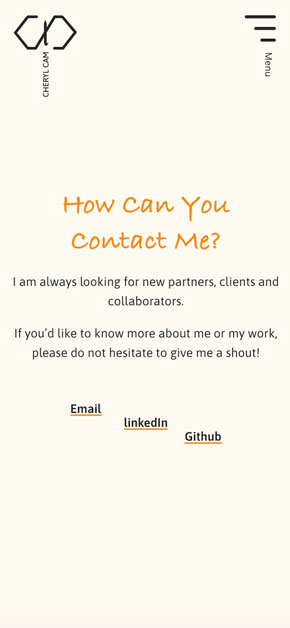 CHERYL CAM
Menu
How Can You
Contact Me?
I am always looking for new partners, clients and
collaborators.
If you’d like to know more about me or my work,
please do not hesitate to give me a shout!
Email
linkedIn
Github